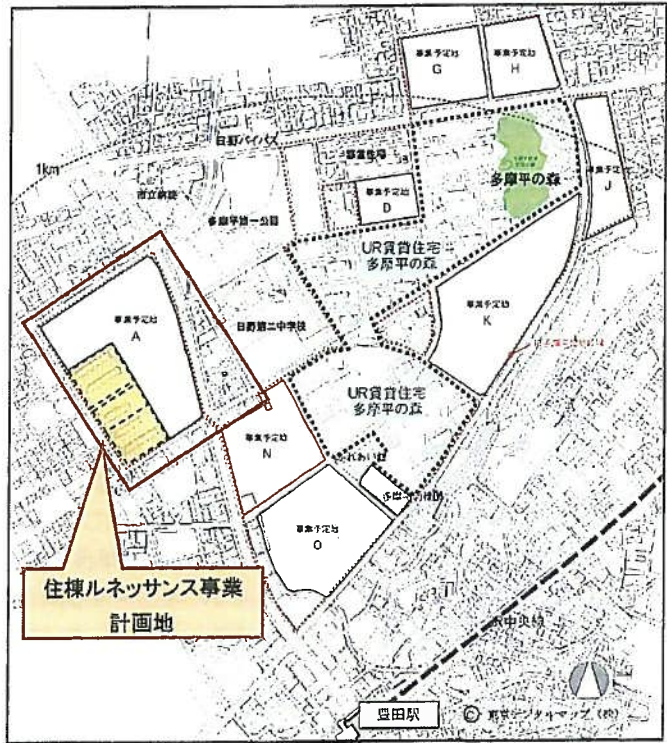 事業予定地
G
事業予定地
H
日野バイパス
1km
市立病院
多摩平の森
事業予定
J
事業予定地
D
多摩平第一公園
UR賃貸住宅
多摩平の森
事業予定地
A
日野第二中学校
事業予定地
K
UR賃貸住宅
多摩平の森
事業予定地
N
事業予定地
O
住棟ルネッサンス事業
計画地
豊田駅